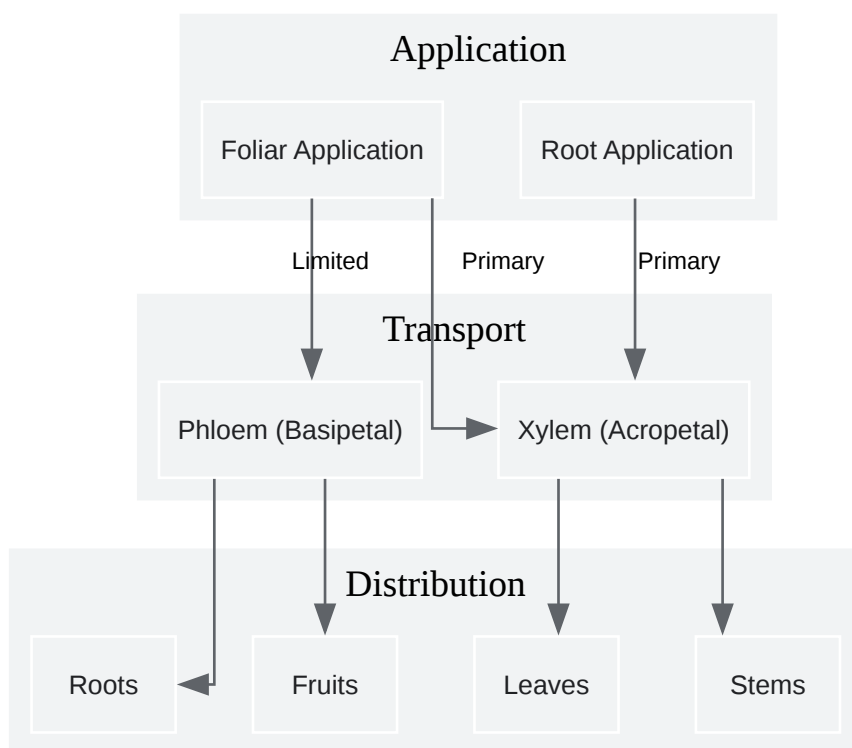 Application
Foliar Application
Root Application
Limited
Primary
Primary
Transport
Phloem (Basipetal)
Xylem (Acropetal)
Distribution
Roots
Fruits
Leaves
Stems